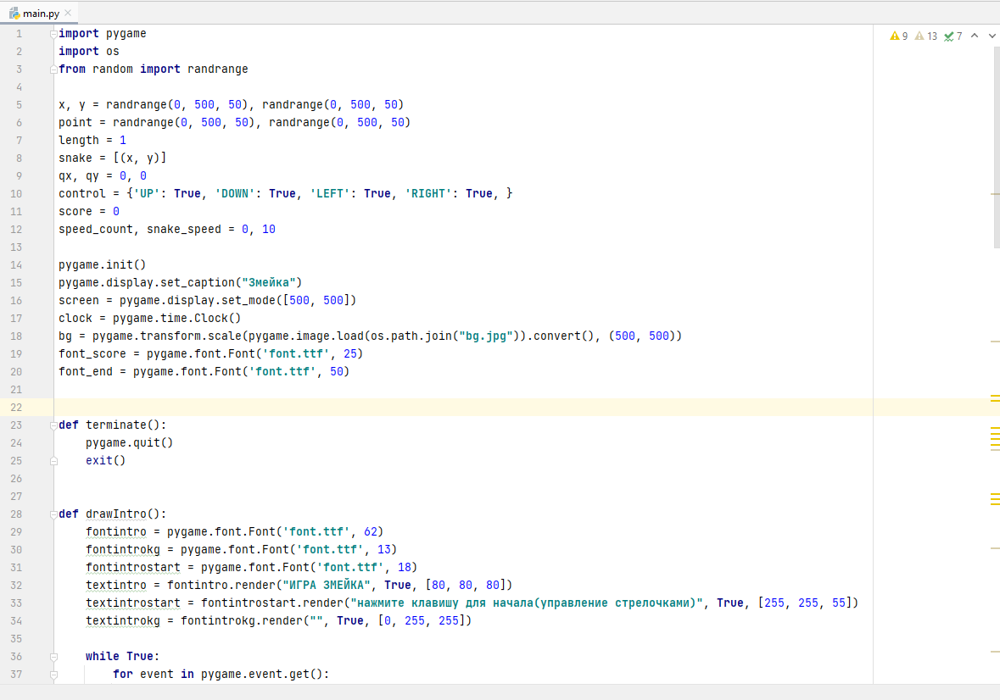 main.py
9 13 7
1 import pygame
2 import os
3 from random import randrange
4
5 x, y = randrange(0, 500, 50), randrange(0, 500, 50)
6 point = randrange(0, 500, 50), randrange(0, 500, 50)
7 length = 1
8 snake = [(x, y)]
9 qx, qy = 0, 0
10 control = {'UP': True, 'DOWN': True, 'LEFT': True, 'RIGHT': True, }
11 score = 0
12 speed_count, snake_speed = 0, 10
13
14 pygame.init()
15 pygame.display.set_caption("Змейка")
16 screen = pygame.display.set_mode([500, 500])
17 clock = pygame.time.Clock()
18 bg = pygame.transform.scale(pygame.image.load(os.path.join("bg.jpg")).convert(), (500, 500))
19 font_score = pygame.font.Font('font.ttf', 25)
20 font_end = pygame.font.Font('font.ttf', 50)
21
22
23 def terminate():
24     pygame.quit()
25     exit()
26
27
28 def drawIntro():
29     fontintro = pygame.font.Font('font.ttf', 62)
30     fontintrokg = pygame.font.Font('font.ttf', 13)
31     fontintrostart = pygame.font.Font('font.ttf', 18)
32     textintro = fontintro.render("ИГРА ЗМЕЙКА", True, [80, 80, 80])
33     textintrostart = fontintrostart.render("нажмите клавишу для начала(управление стрелочками)", True, [255, 255, 55])
34     textintrokg = fontintrokg.render("", True, [0, 255, 255])
35
36     while True:
37         for event in pygame.event.get():